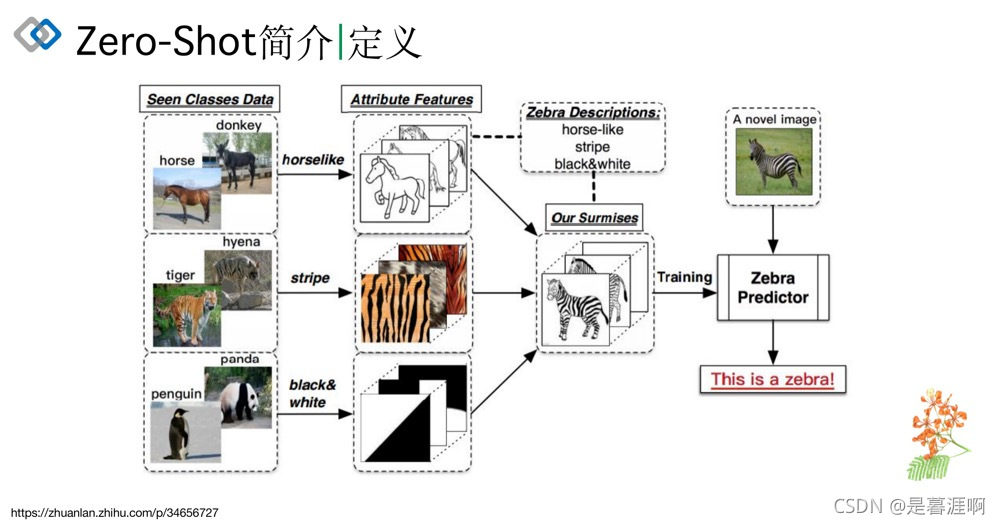 Zero-Shot简介|定义
Seen Classes Data
Attribute Features
Zebra Descriptions:
horse-like
stripe
black&white
A novel image
donkey
horse
horselike
Our Surmises
hyena
tiger
stripe
Training
Zebra
Predictor
panda
penguin
black&
white
This is a zebra!
https://zhuanlan.zhihu.com/p/34656727
CSDN @是暮涯啊